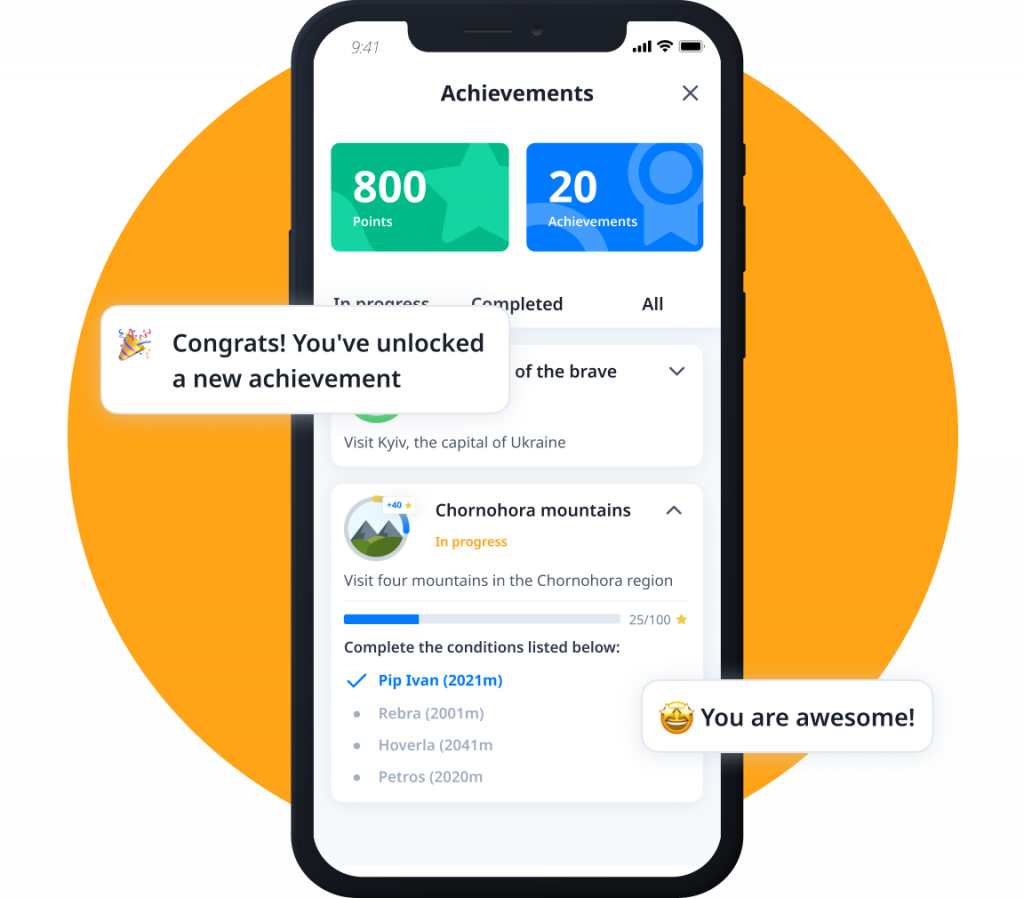 9:41
Achievements
800
20
Points
Achievements
In progress
Completed
All
Congrats! You've unlocked
a new achievement
of the brave
Visit Kyiv, the capital of Ukraine
+40
Chornohora mountains
In progress
Visit four mountains in the Chornohora region
25/100
Complete the conditions listed below:
Pip Ivan (2021m)
Rebra (2001m)
Hoverla (2041m
Petros (2020m
You are awesome!